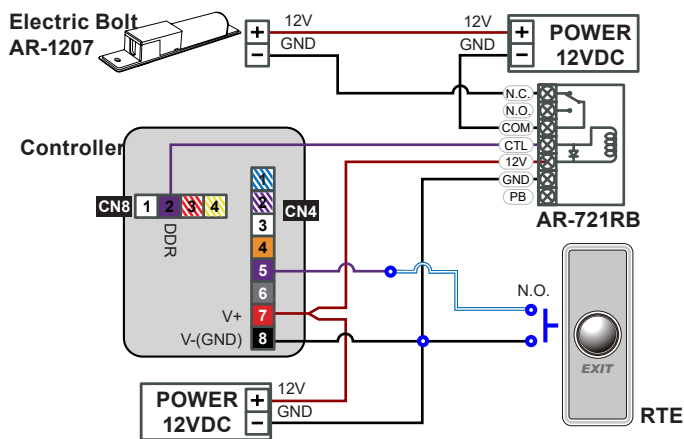 Electric Bolt
AR-1207
+
−
12V
GND
12V
GND
+
−
POWER
12VDC
N.C.
N.O.
COM
CTL
12V
GND
PB
AR-721RB
Controller
CN8
1 2 3 4
DDR
CN4
1
2
3
4
5
6
7
8
V+
V-(GND)
N.O.
EXIT
RTE
POWER
12VDC
+
−
12V
GND